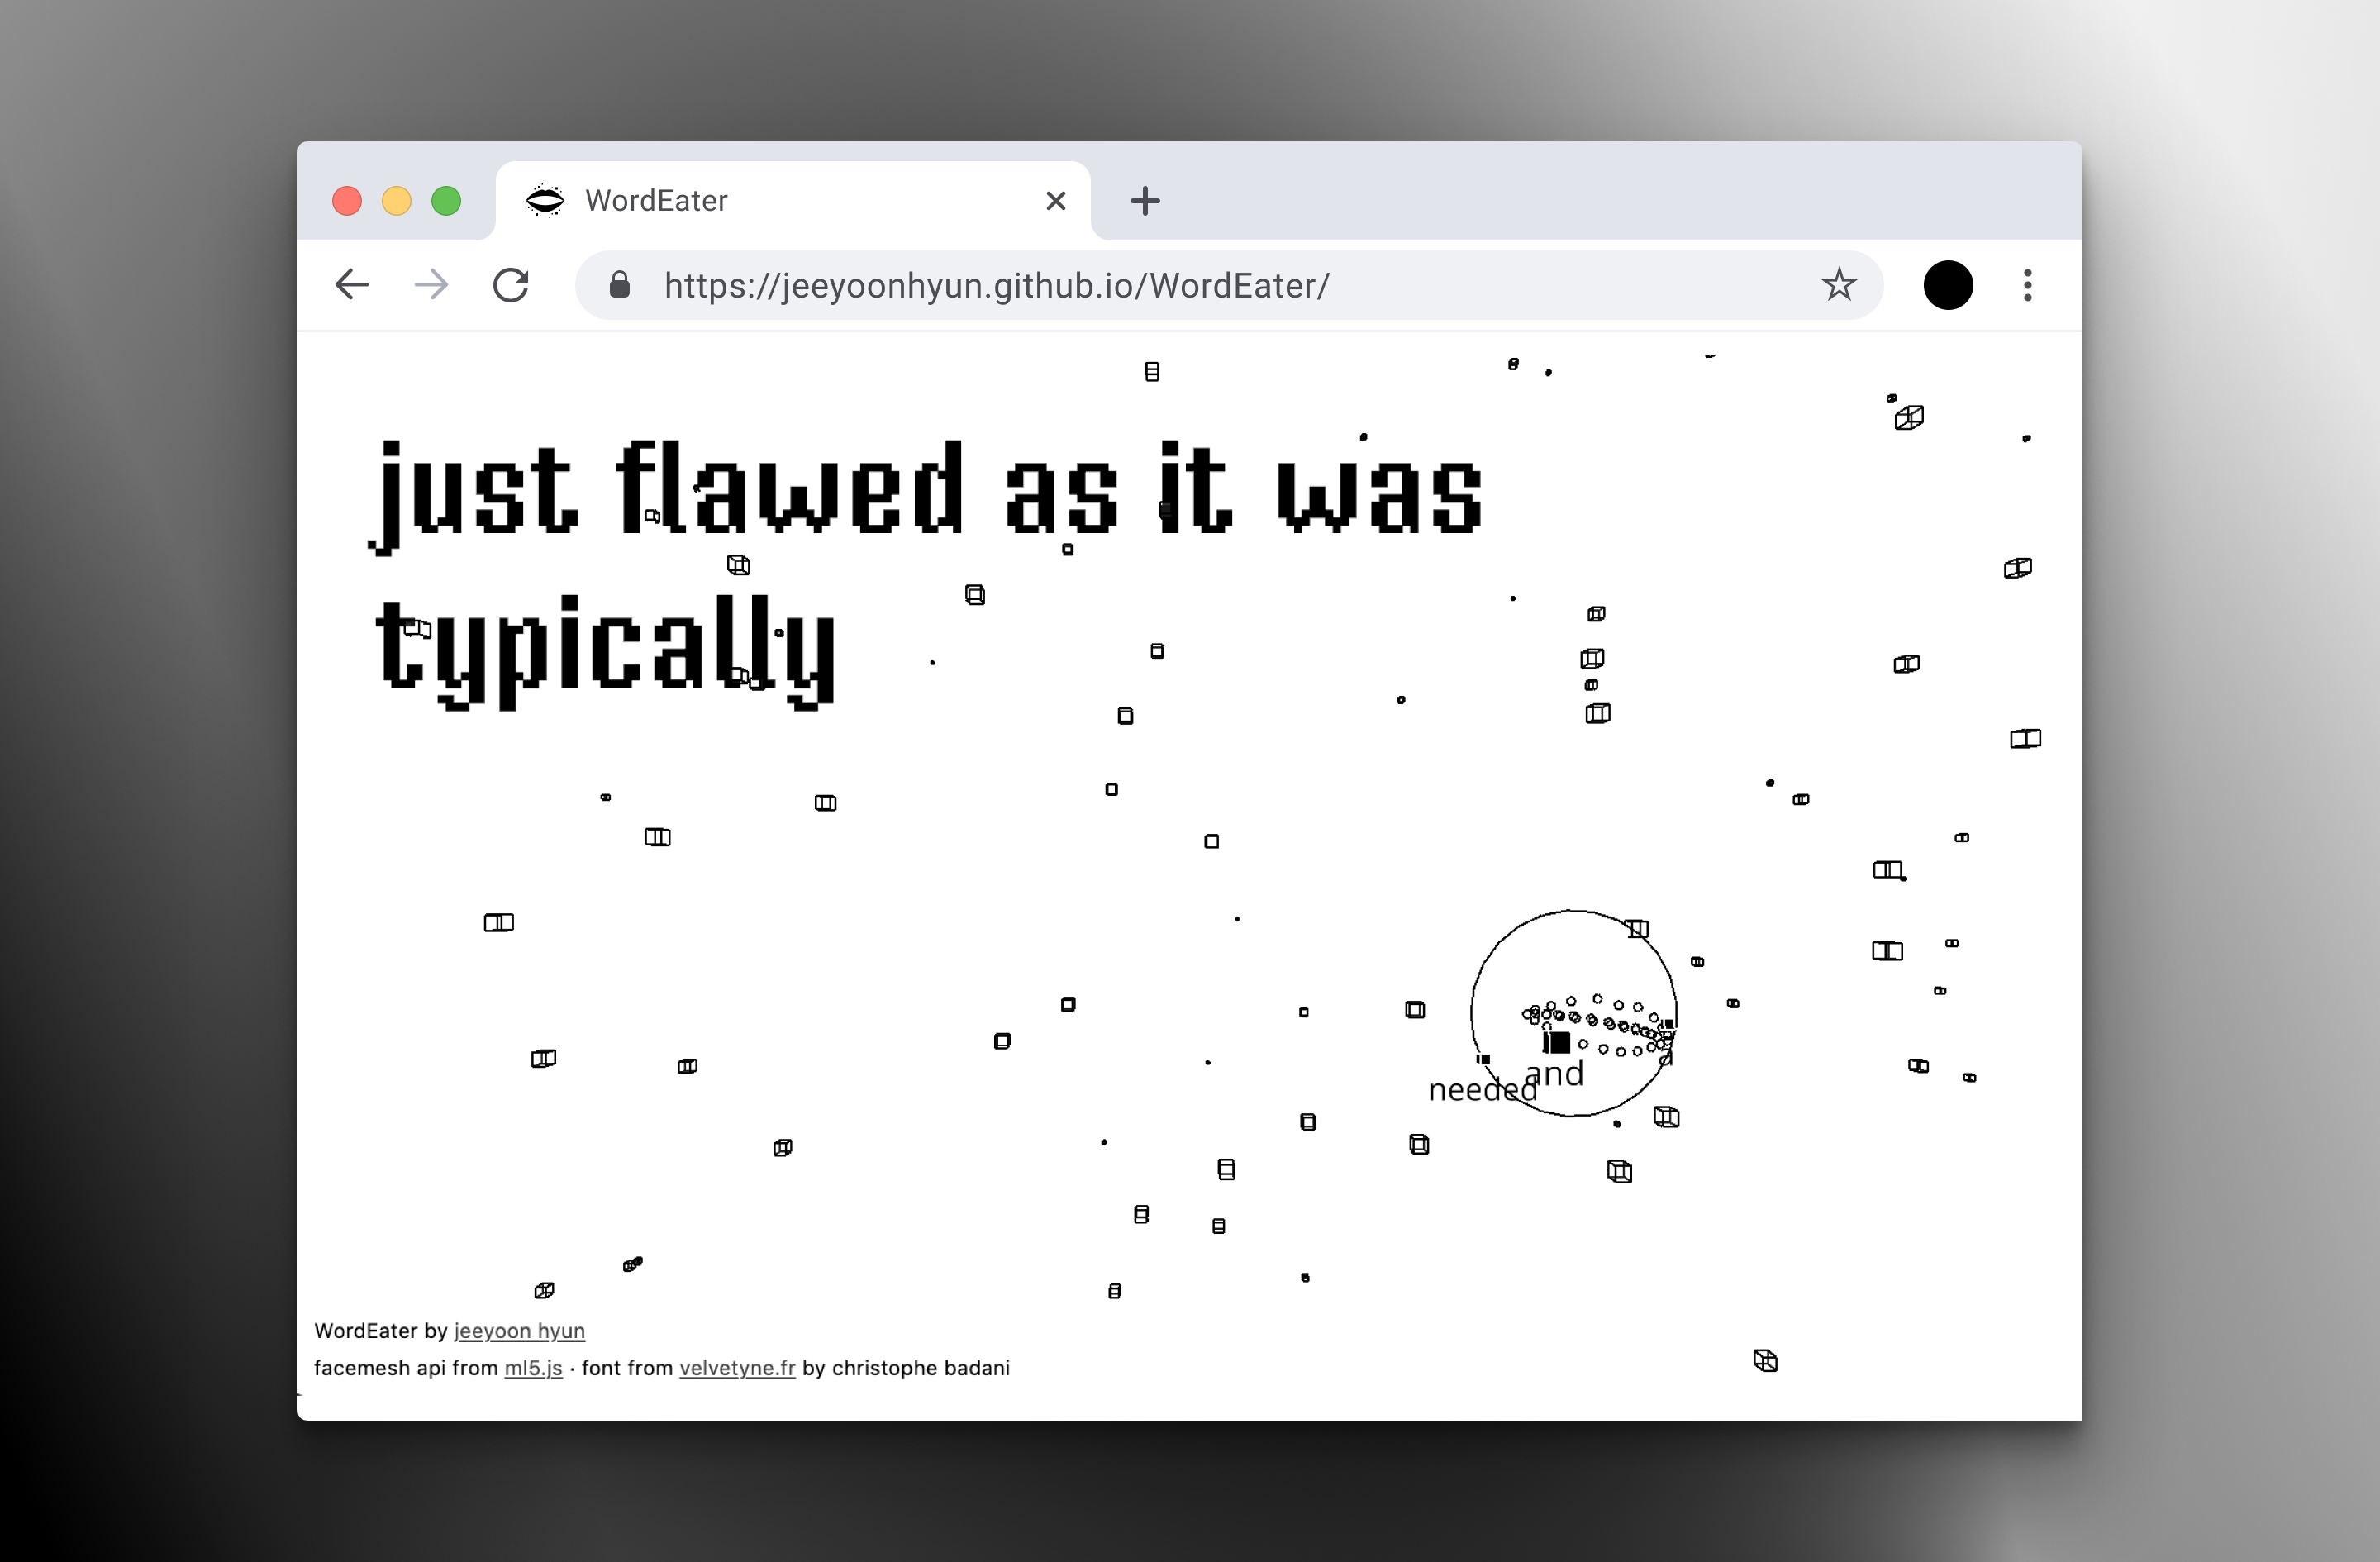 WordEater
https://jeeyoonhyun.github.io/WordEater/
just flawed as it was
typically
and
a
needed
WordEater by jeeyoon hyun
facemesh api from ml5.js · font from velvetyne.fr by christophe badani